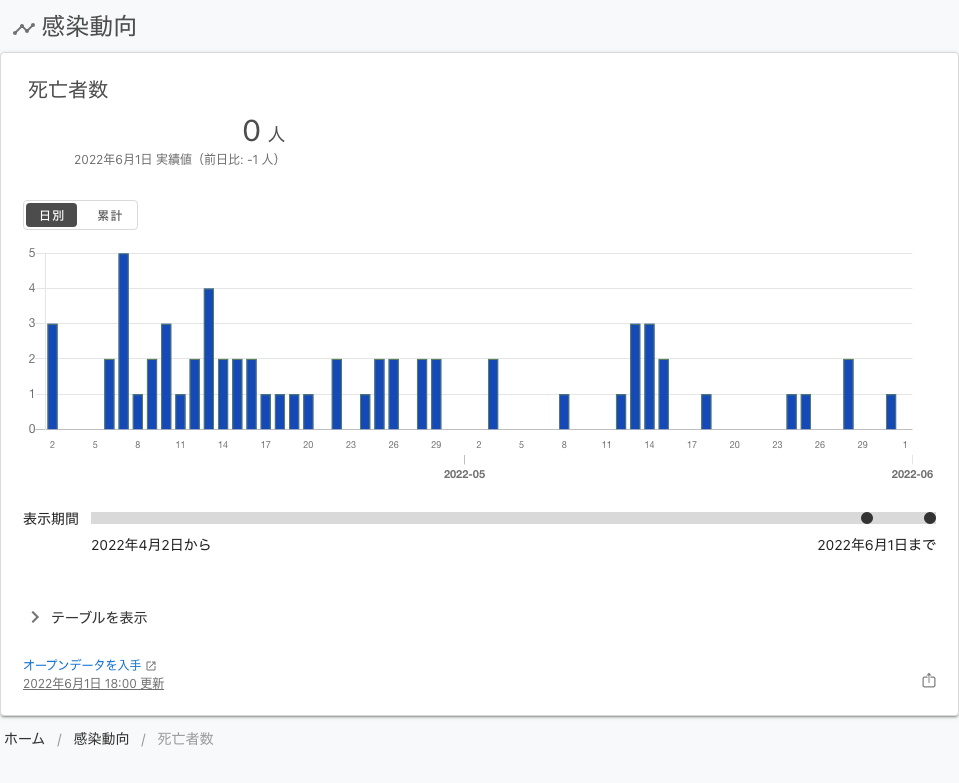 感染動向
死亡者数
0 人
2022年6月1日 実績値（前日比: -1 人）
日別 累計
5
4
3
2
1
0
2 5 8 11 14 17 20 23 26 29 2 5 8 11 14 17 20 23 26 29 1
2022-05 2022-06
表示期間
2022年4月2日から 2022年6月1日まで
テーブルを表示
オープンデータを入手
2022年6月1日 18:00 更新
ホーム / 感染動向 / 死亡者数